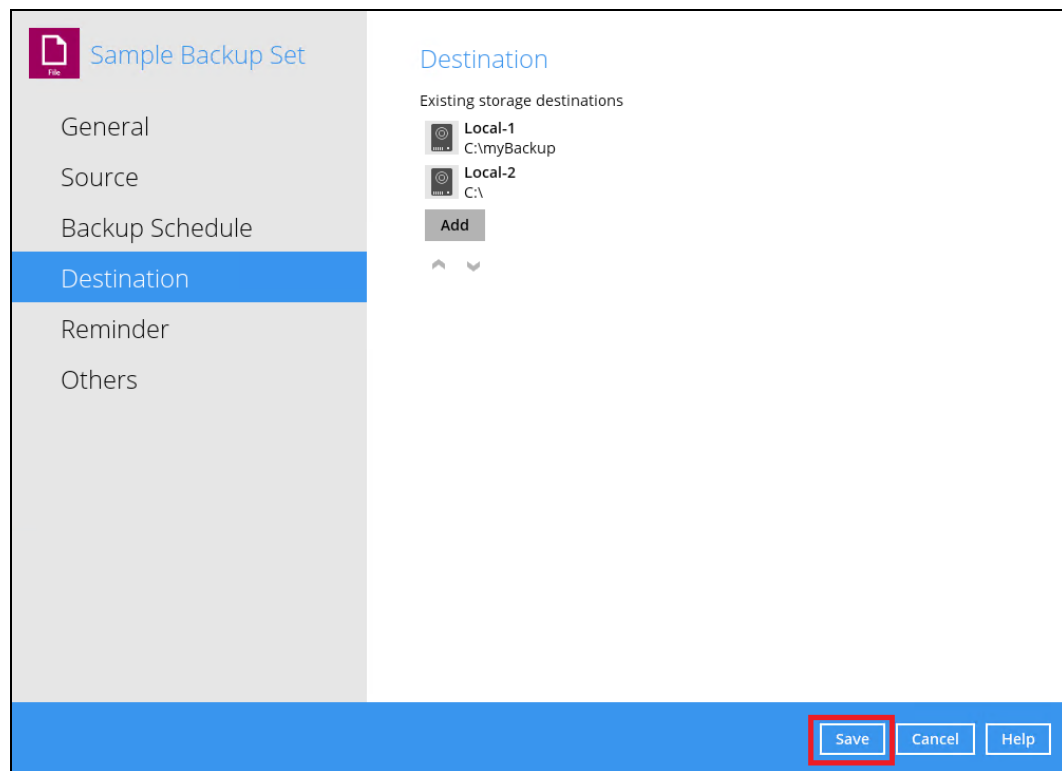 File
Sample Backup Set
General
Source
Backup Schedule
Destination
Reminder
Others
Destination
Existing storage destinations
Local-1
C:\myBackup
Local-2
C:\
Add
Save
Cancel
Help